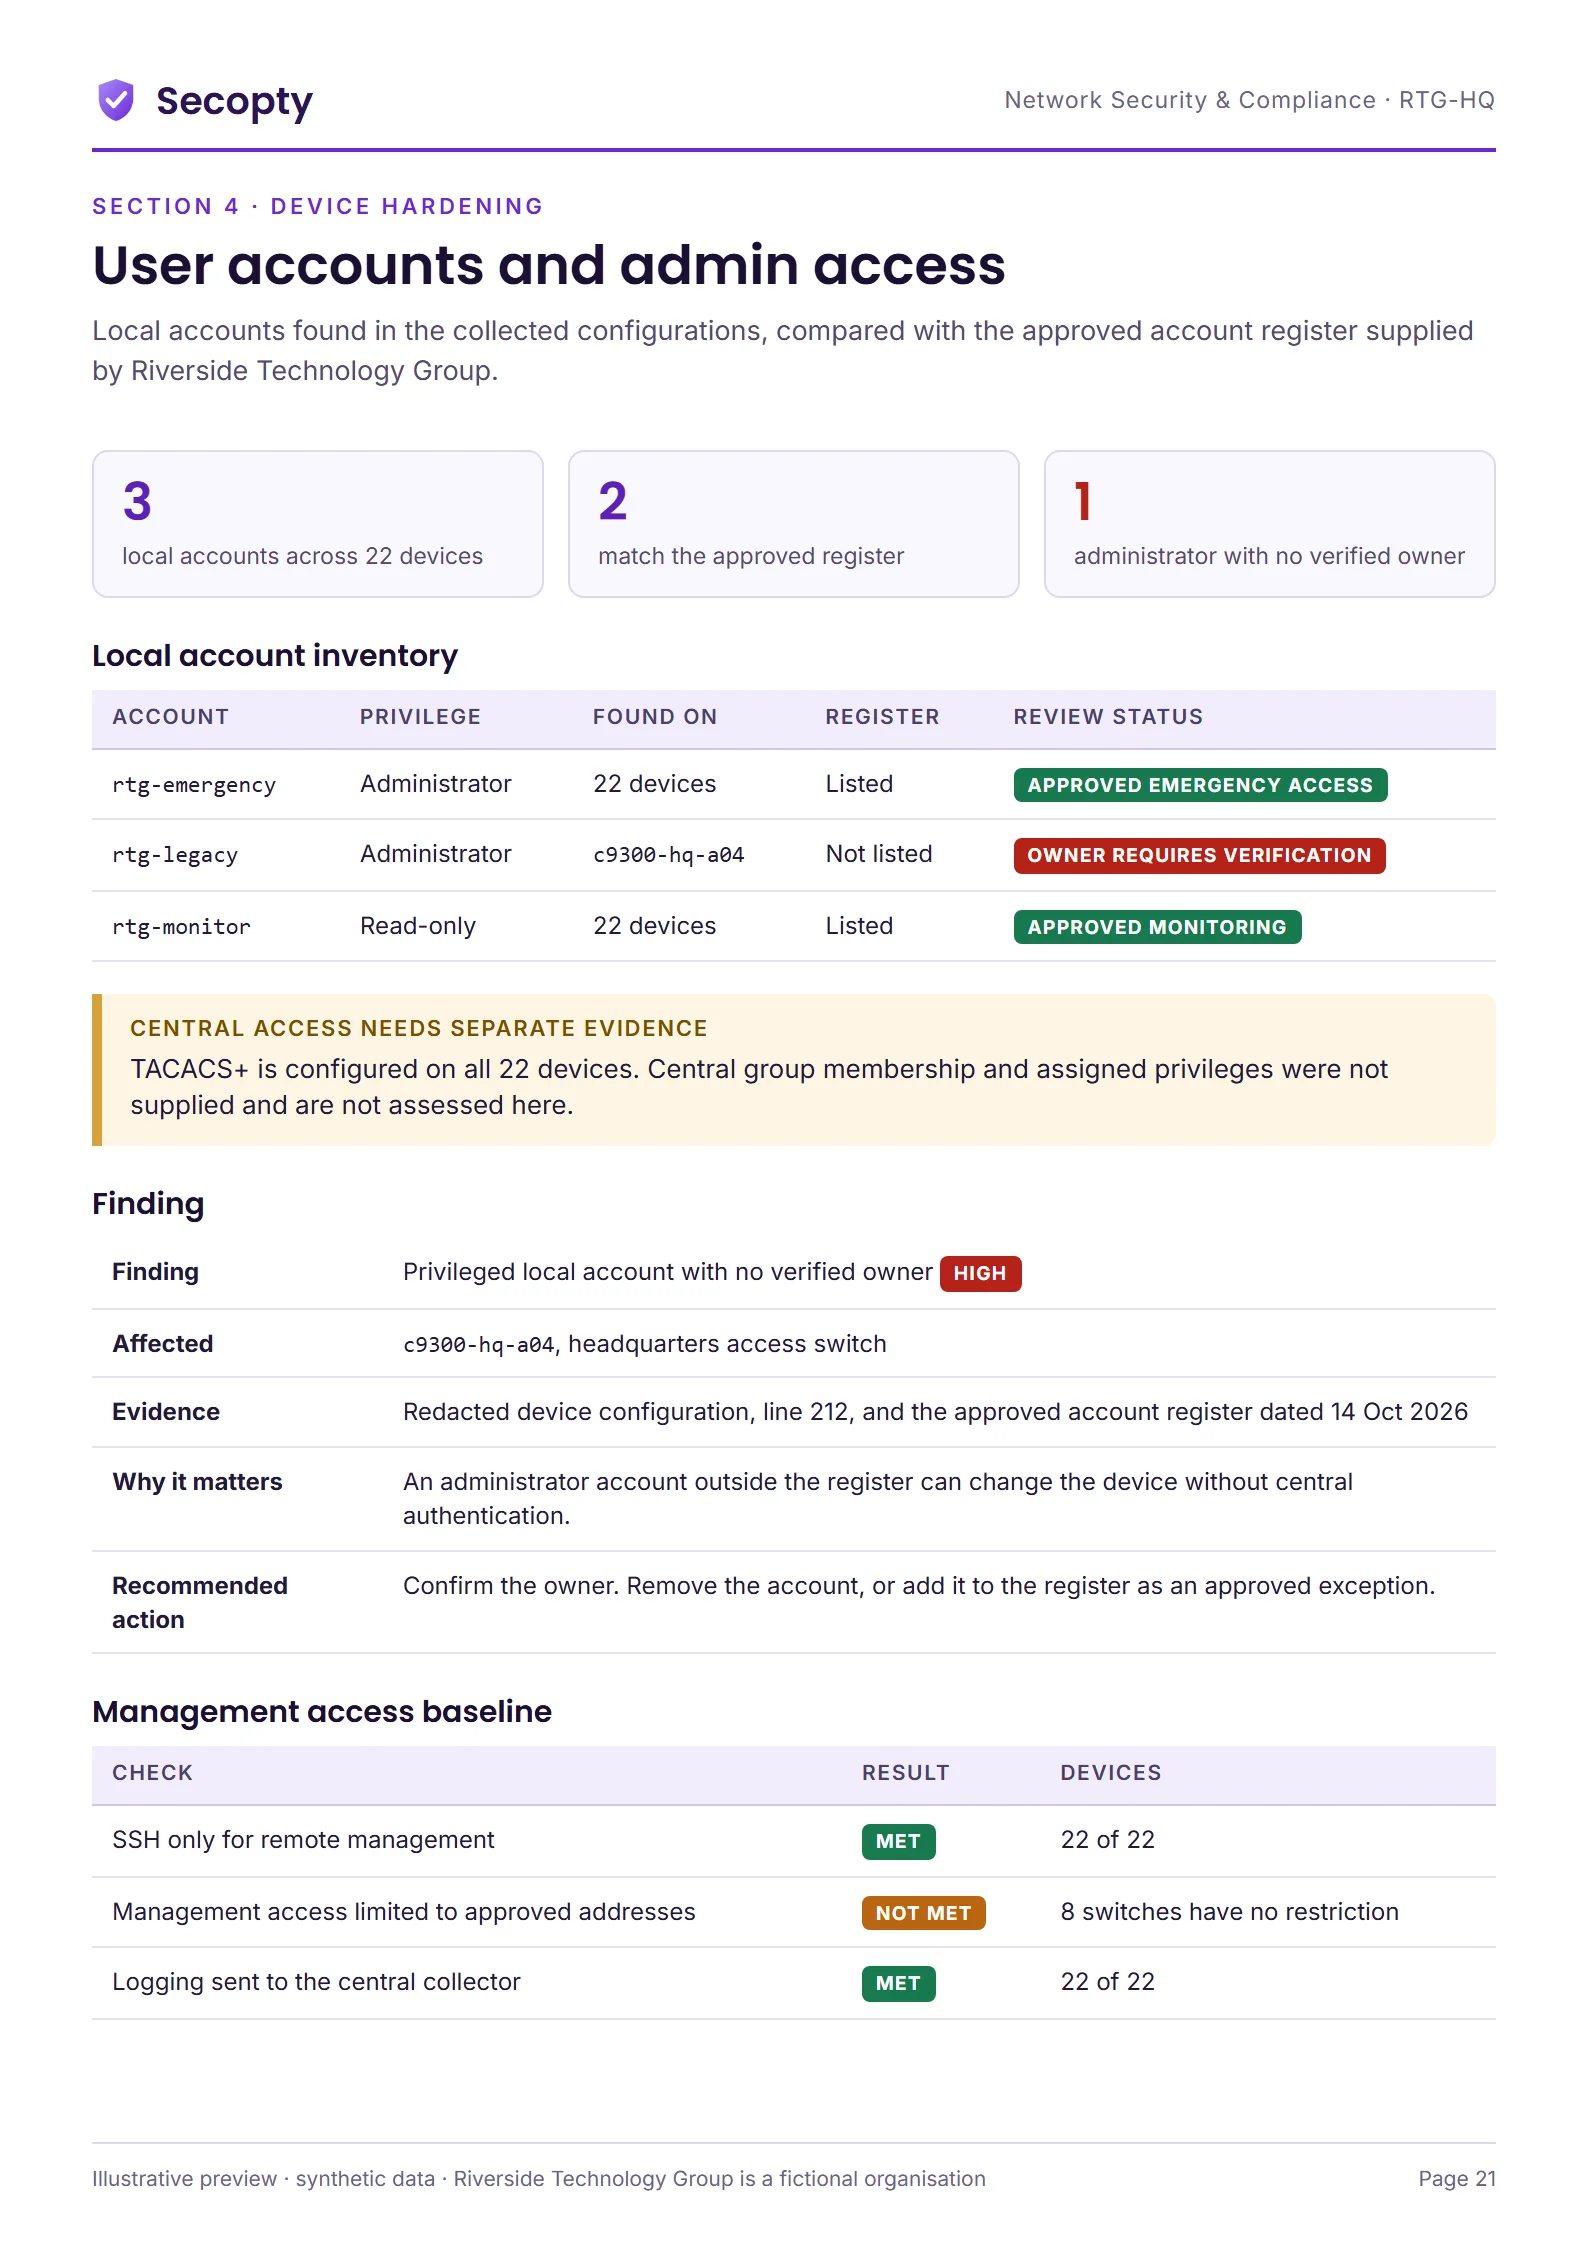 Secopty
Network Security & Compliance · RTG-HQ
SECTION 4 · DEVICE HARDENING
User accounts and admin access
Local accounts found in the collected configurations, compared with the approved account register supplied
by Riverside Technology Group.
3
local accounts across 22 devices
2
match the approved register
1
administrator with no verified owner
Local account inventory
ACCOUNT PRIVILEGE FOUND ON REGISTER REVIEW STATUS
rtg-emergency Administrator 22 devices Listed APPROVED EMERGENCY ACCESS
rtg-legacy Administrator c9300-hq-a04 Not listed OWNER REQUIRES VERIFICATION
rtg-monitor Read-only 22 devices Listed APPROVED MONITORING
CENTRAL ACCESS NEEDS SEPARATE EVIDENCE
TACACS+ is configured on all 22 devices. Central group membership and assigned privileges were not
supplied and are not assessed here.
Finding
Finding Privileged local account with no verified owner HIGH
Affected c9300-hq-a04, headquarters access switch
Evidence Redacted device configuration, line 212, and the approved account register dated 14 Oct 2026
Why it matters An administrator account outside the register can change the device without central
authentication.
Recommended Confirm the owner. Remove the account, or add it to the register as an approved exception.
action
Management access baseline
CHECK RESULT DEVICES
SSH only for remote management MET 22 of 22
Management access limited to approved addresses NOT MET 8 switches have no restriction
Logging sent to the central collector MET 22 of 22
Illustrative preview · synthetic data · Riverside Technology Group is a fictional organisation
Page 21